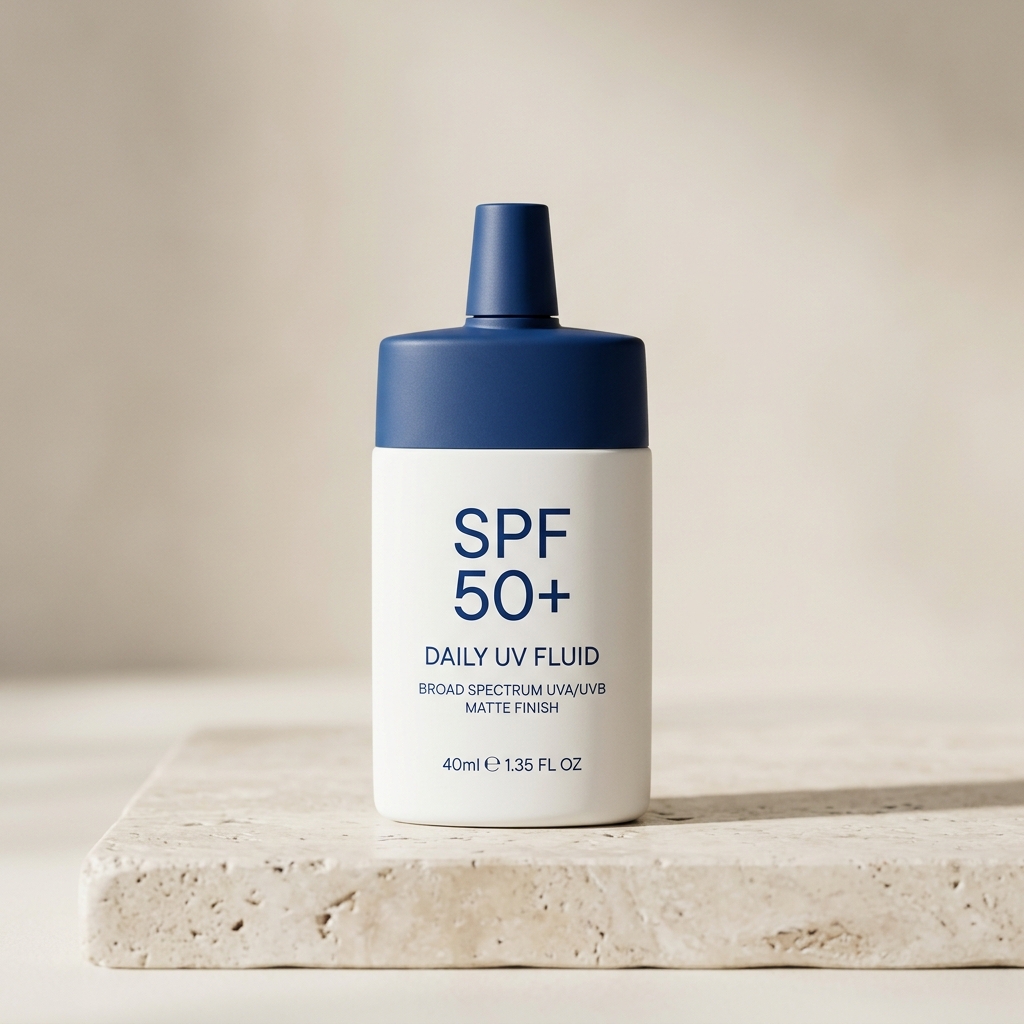 SPF
50+
DAILY UV FLUID
BROAD SPECTRUM UVA/UVB
MATTE FINISH
40ml ℮ 1.35 FL OZ